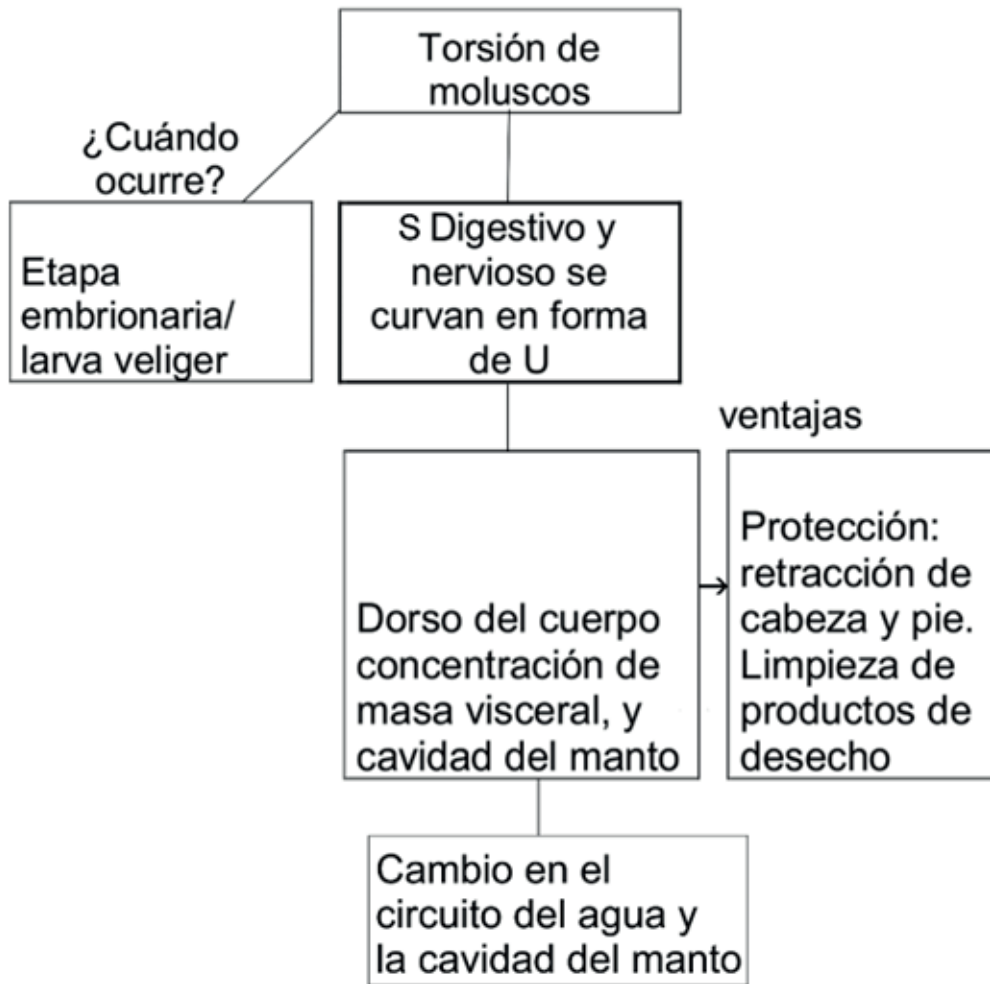 Torsión de
moluscos
¿Cuándo
ocurre?
Etapa
embrionaria/
larva veliger
S Digestivo y
nervioso se
curvan en forma
de U
ventajas
Dorso del cuerpo
concentración de
masa visceral, y
cavidad del manto
Protección:
retracción de
cabeza y pie.
Limpieza de
productos de
desecho
Cambio en el
circuito del agua y
la cavidad del manto